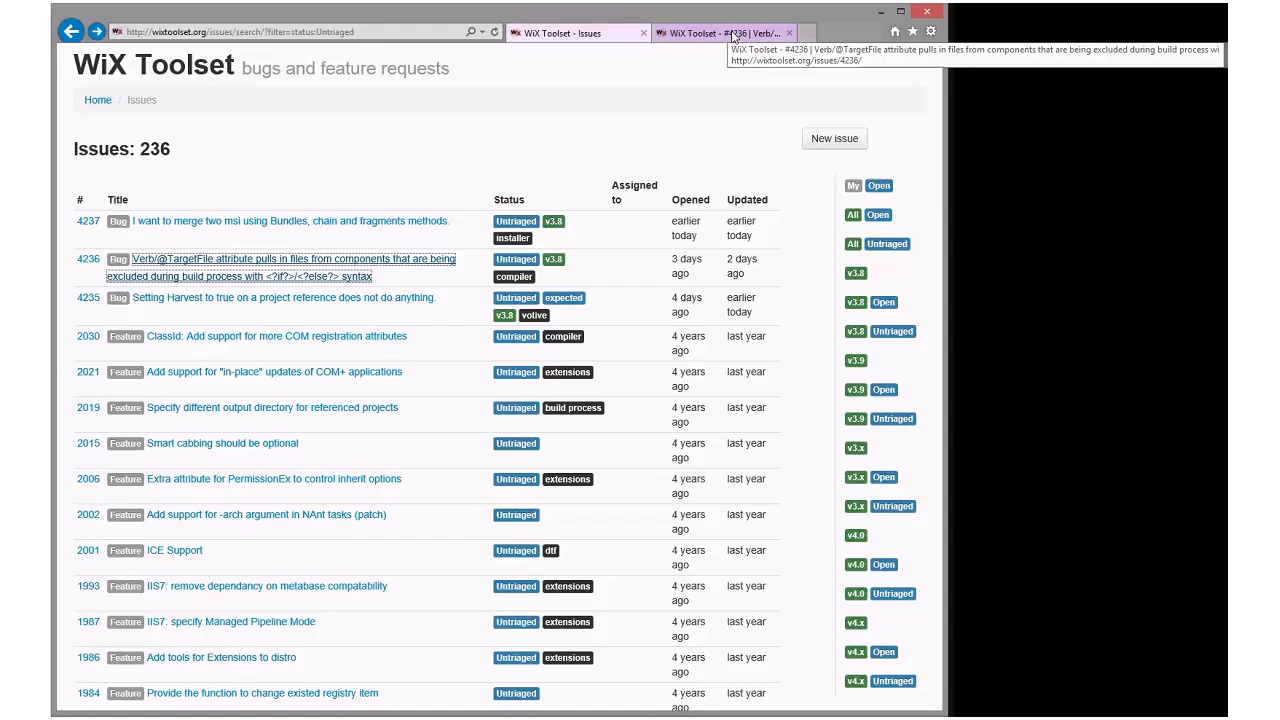 http://wixtoolset.org/issues/search/?filter=status:Untriaged
WiX Toolset - Issues
WiX Toolset - #4236 | Verb/...
WiX Toolset - #4236 | Verb/@TargetFile attribute pulls in files from components that are being excluded during build process wi
http://wixtoolset.org/issues/4236/
WiX Toolset bugs and feature requests
Home / Issues
Issues: 236
New issue
# Title Status Assigned to Opened Updated
4237 Bug I want to merge two msi using Bundles, chain and fragments methods. Untriaged v3.8 installer earlier today earlier today
4236 Bug Verb/@TargetFile attribute pulls in files from components that are being excluded during build process with <?if?>/<?else?> syntax Untriaged v3.8 compiler 3 days ago 2 days ago
4235 Bug Setting Harvest to true on a project reference does not do anything. Untriaged expected v3.8 votive 4 days ago earlier today
2030 Feature ClassId: Add support for more COM registration attributes Untriaged compiler 4 years ago last year
2021 Feature Add support for "in-place" updates of COM+ applications Untriaged extensions 4 years ago last year
2019 Feature Specify different output directory for referenced projects Untriaged build process 4 years ago last year
2015 Feature Smart cabbing should be optional Untriaged 4 years ago last year
2006 Feature Extra attribute for PermissionEx to control inherit options Untriaged extensions 4 years ago last year
2002 Feature Add support for -arch argument in NAnt tasks (patch) Untriaged 4 years ago last year
2001 Feature ICE Support Untriaged dtf 4 years ago last year
1993 Feature IIS7: remove dependancy on metabase compatability Untriaged extensions 4 years ago last year
1987 Feature IIS7: specify Managed Pipeline Mode Untriaged extensions 4 years ago last year
1986 Feature Add tools for Extensions to distro Untriaged extensions 4 years ago last year
1984 Feature Provide the function to change existed registry item Untriaged 4 years ago last year
My Open
All Open
All Untriaged
v3.8
v3.8 Open
v3.8 Untriaged
v3.9
v3.9 Open
v3.9 Untriaged
v3.x
v3.x Open
v3.x Untriaged
v4.0
v4.0 Open
v4.0 Untriaged
v4.x
v4.x Open
v4.x Untriaged